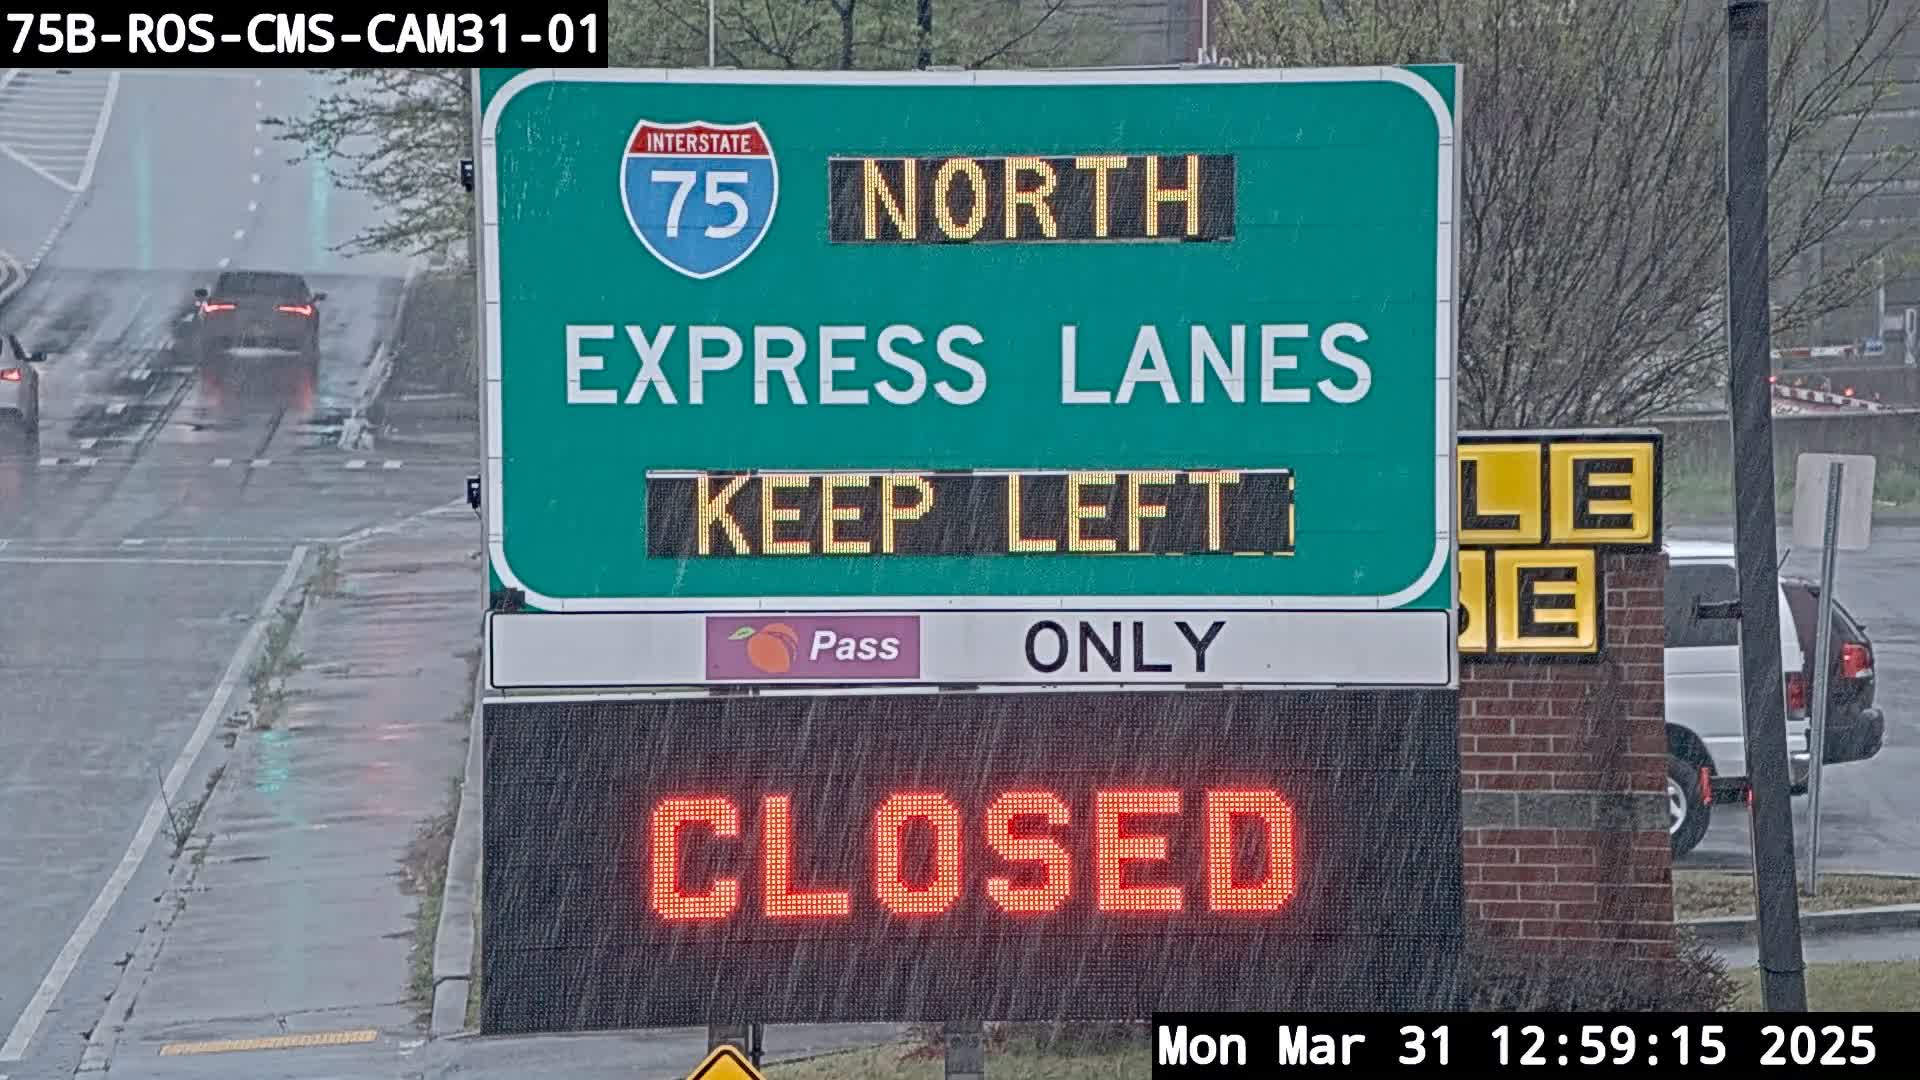 75B-ROS-CMS-CAM31-01
INTERSTATE
75
NORTH
EXPRESS LANES
KEEP LEFT
Pass ONLY
CLOSED
LE
E
Mon Mar 31 12:59:15 2025